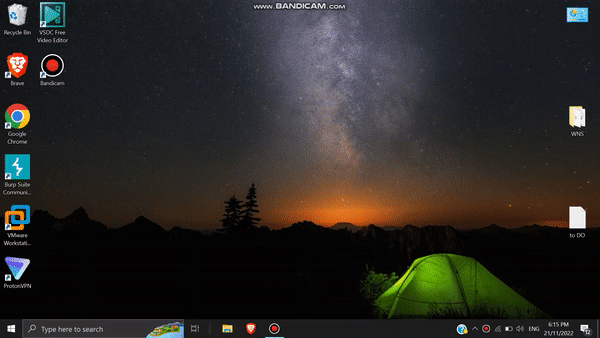 WWW.BANDICAM.COM
Recycle Bin
VSDC Free
Video Editor
Brave
Bandicam
Google
Chrome
WNS
Burp Suite
Communi...
VMware
Workstati...
to DO
ProtonVPN
Type here to search
ENG
6:15 PM
21/11/2022
12